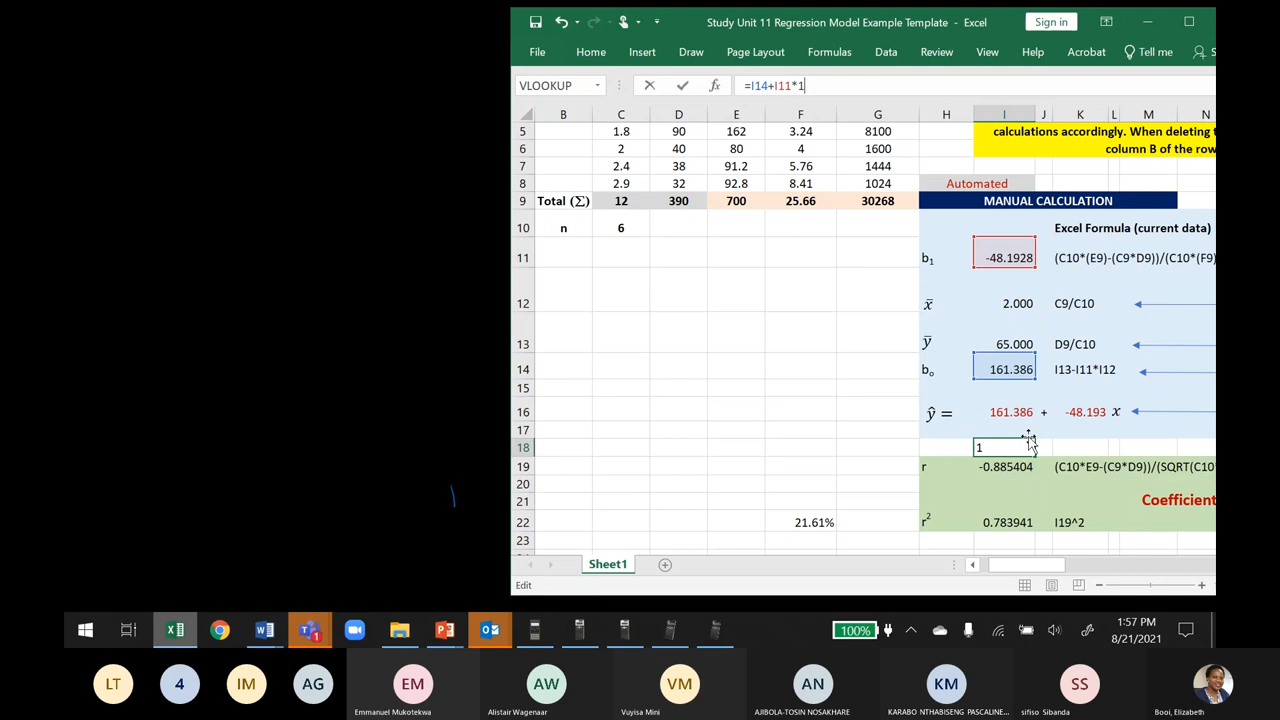 Study Unit 11 Regression Model Example Template - Excel
Sign in
File Home Insert Draw Page Layout Formulas Data Review View Help Acrobat Tell me S
VLOOKUP =I14+I11*1
B C D E F G H I J K L M N
5 1.8 90 162 3.24 8100 calculations accordingly. When deleting t
6 2 40 80 4 1600 column B of the row
7 2.4 38 91.2 5.76 1444
8 2.9 32 92.8 8.41 1024 Automated
9 Total (Σ) 12 390 700 25.66 30268 MANUAL CALCULATION
10 n 6 Excel Formula (current data)
11 b1 -48.1928 (C10*(E9)-(C9*D9))/(C10*(F9)
12 x̄ 2.000 C9/C10
13 ȳ 65.000 D9/C10
14 bo 161.386 I13-I11*I12
15
16 ŷ = 161.386 + -48.193 x
17
18 1
19 r -0.885404 (C10*E9-(C9*D9))/(SQRT(C10
20
21 Coefficient
22 21.61% r2 0.783941 I19^2
23
Sheet1
Edit
100% 1:57 PM
8/21/2021
LT 4 IM AG EM AW VM AN KM SS
Emmanuel Mukotekwa Alistair Wagenaar Vuyisa Mini AJIBOLA-TOSIN NOSAKHARE KARABO NTHABISENG PASCALINE... sifiso Sibanda Booi, Elizabeth